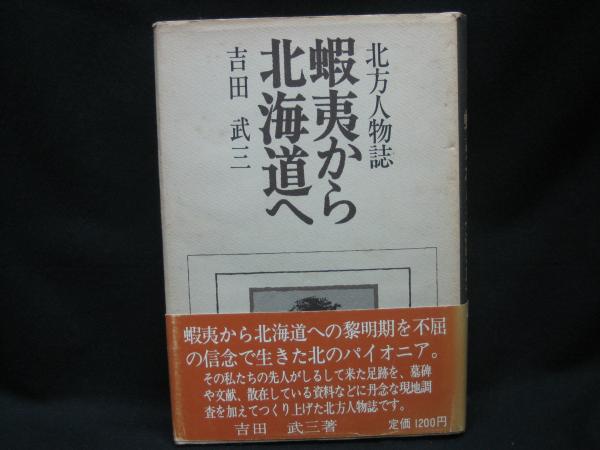 北方人物誌
蝦夷から
北海道へ
吉田 武三
蝦夷から北海道への黎明期を不屈
の信念で生きた北のパイオニア。
その私たちの先人がしるして来た足跡を、墓碑
や文献、散在している資料などに丹念な現地調
査を加えてつくり上げた北方人物誌です。
吉田 武三著
定価1200円